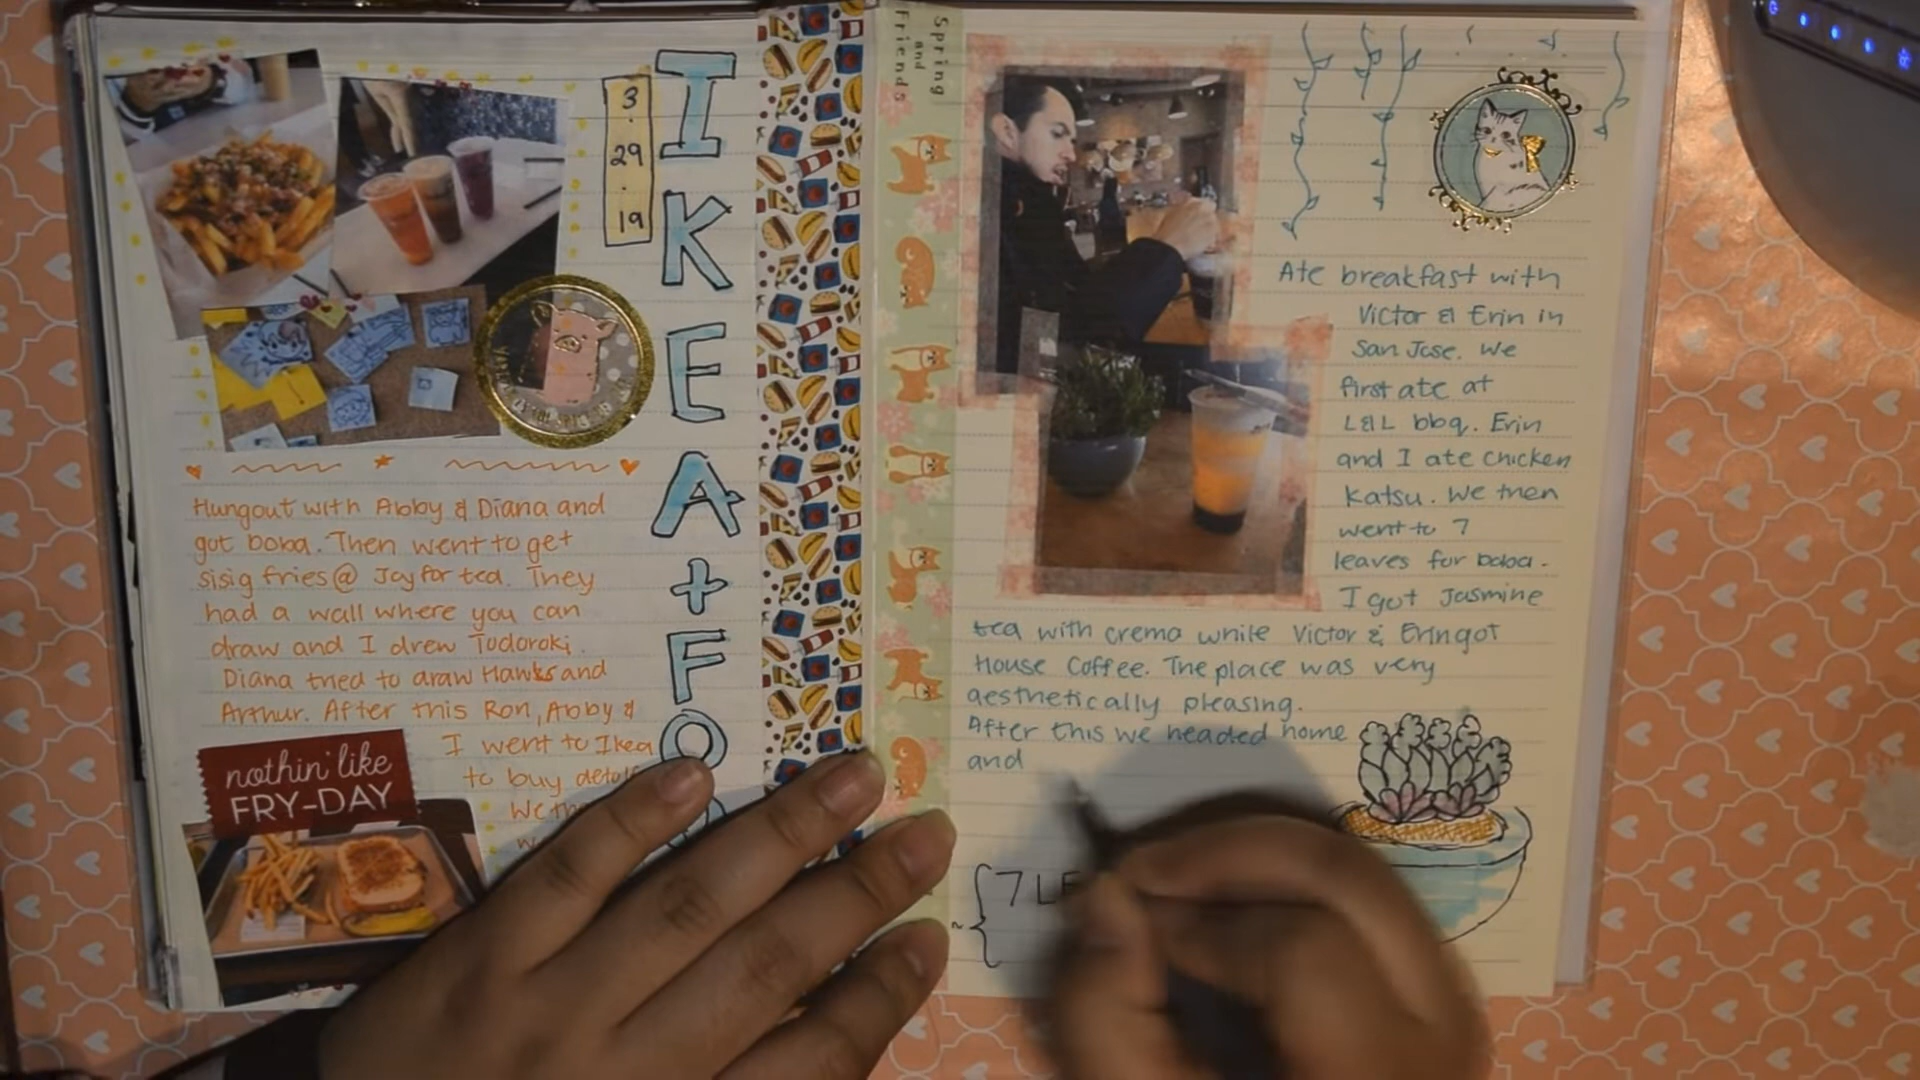 3.
29
.
19
IKEA+FO
Hungout with Abby & Diana and
got boba. Then went to get
sisig fries @ Joy for tea. They
had a wall where you can
draw and I drew Todoroki.
Diana tried to draw Hawks and
Arthur. After this Ron, Abby &
I went to Ikea
to buy
We
nothin' like
FRY-DAY
Spring
and
Friends
Ate breakfast with
Victor & Erin in
San Jose. We
first ate at
L&L bbq. Erin
and I ate chicken
katsu. We then
went to 7
leaves for boba.
I got Jasmine
tea with crema while Victor & Erin got
House Coffee. The place was very
aesthetically pleasing.
After this we headed home
and
7 LE